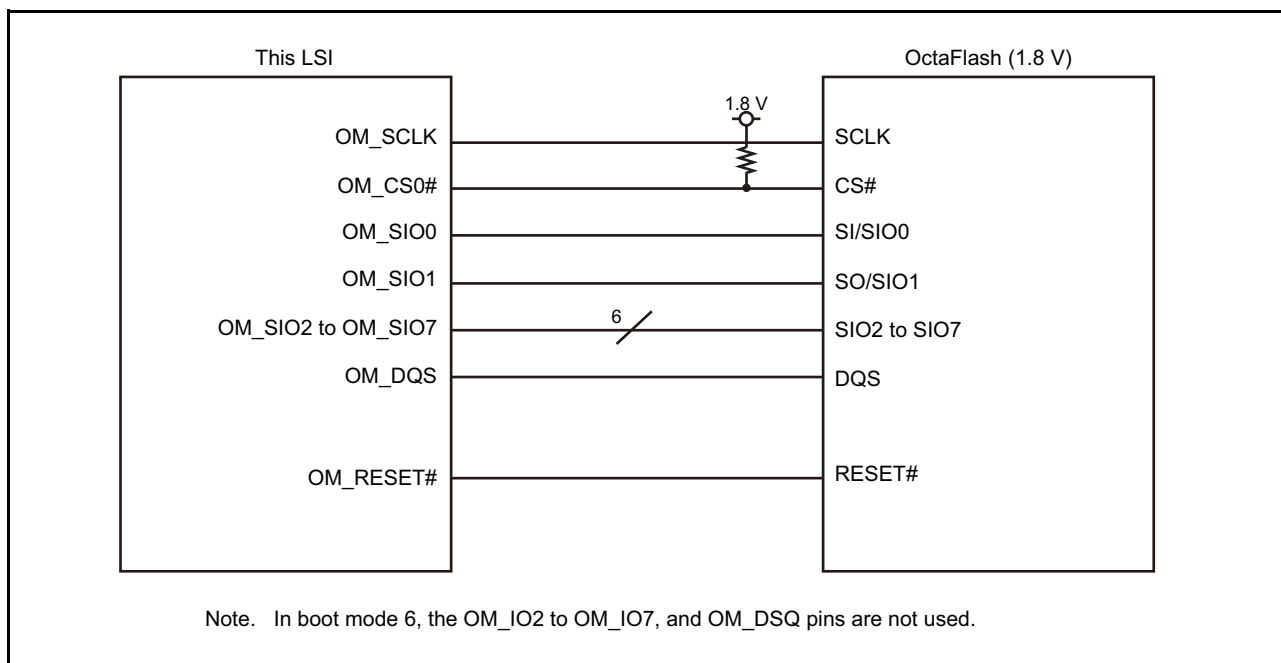 This LSI
OctaFlash (1.8 V)
1.8 V
OM_SCLK
SCLK
OM_CS0#
CS#
OM_SIO0
SI/SIO0
OM_SIO1
SO/SIO1
OM_SIO2 to OM_SIO7
6
SIO2 to SIO7
OM_DQS
DQS
OM_RESET#
RESET#
Note. In boot mode 6, the OM_IO2 to OM_IO7, and OM_DSQ pins are not used.